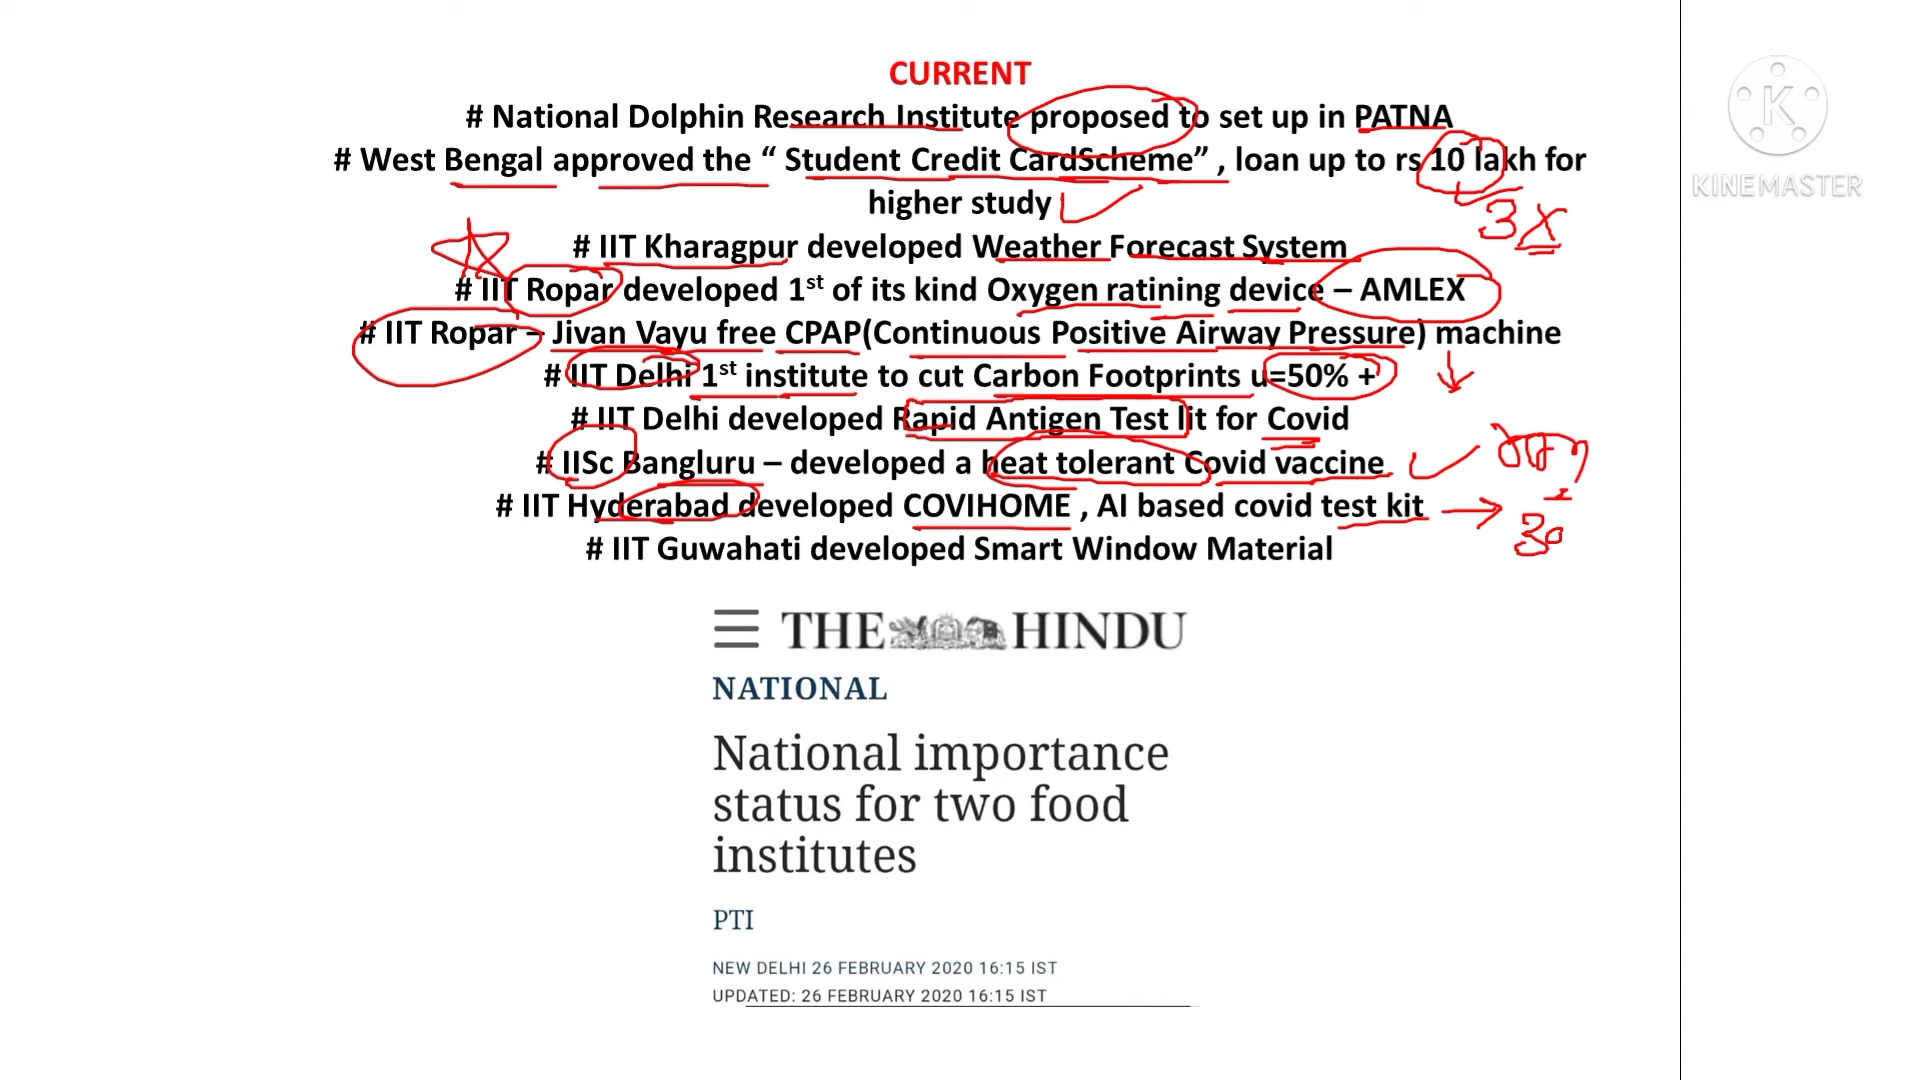 CURRENT
# National Dolphin Research Institute proposed to set up in PATNA
# West Bengal approved the “ Student Credit CardScheme” , loan up to rs 10 lakh for
higher study
3
# IIT Kharagpur developed Weather Forecast System
# IIT Ropar developed 1st of its kind Oxygen ratining device – AMLEX
# IIT Ropar – Jivan Vayu free CPAP(Continuous Positive Airway Pressure) machine
# IIT Delhi 1st institute to cut Carbon Footprints u=50% +
# IIT Delhi developed Rapid Antigen Test lit for Covid
# IISc Bangluru – developed a heat tolerant Covid vaccine
# IIT Hyderabad developed COVIHOME , AI based covid test kit
30
# IIT Guwahati developed Smart Window Material
THE HINDU
NATIONAL
National importance
status for two food
institutes
PTI
NEW DELHI 26 FEBRUARY 2020 16:15 IST
UPDATED: 26 FEBRUARY 2020 16:15 IST
K
KINEMASTER